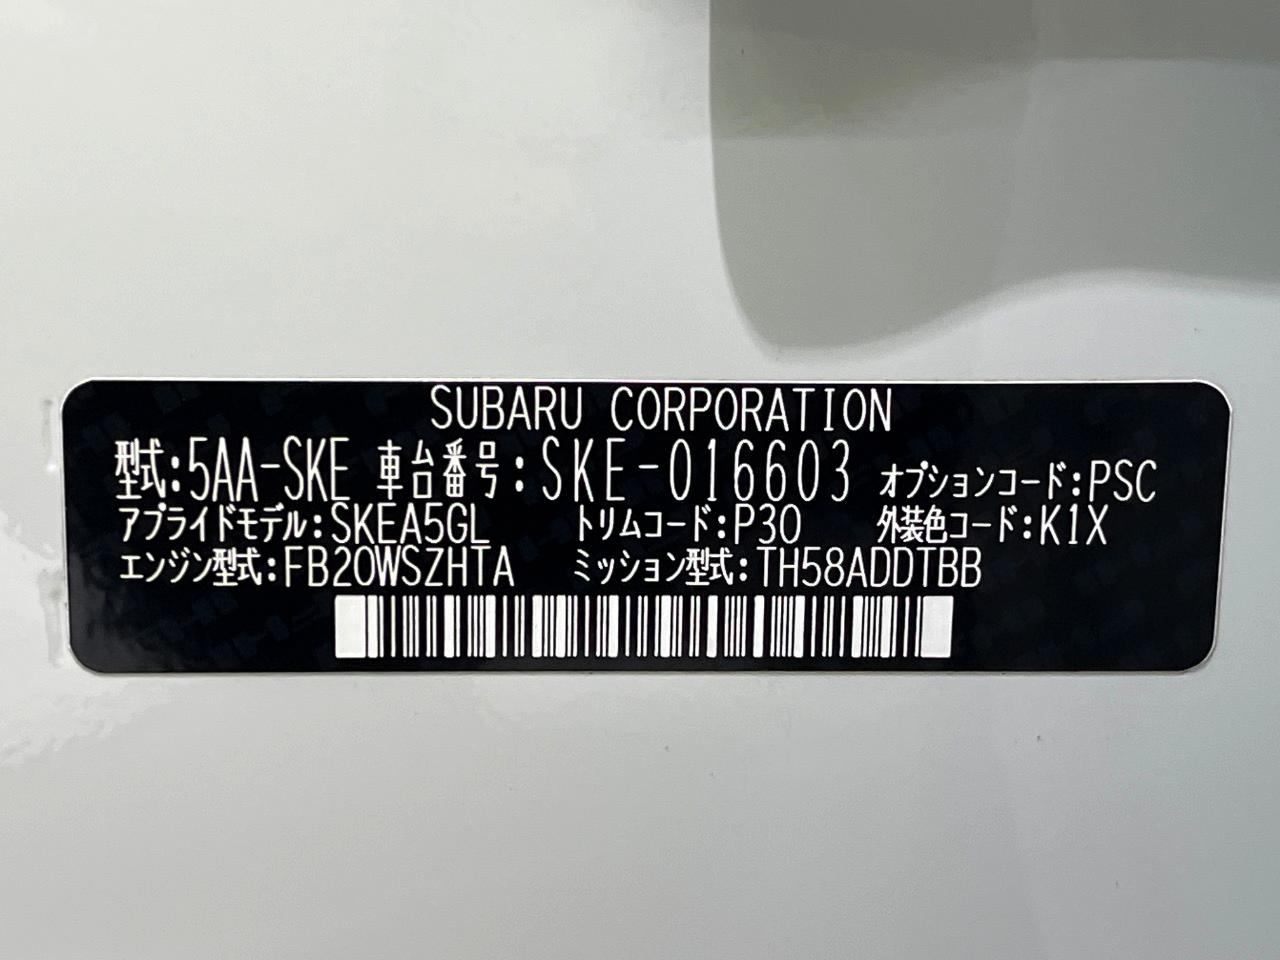 SUBARU CORPORATION
型式:5AA-SKE 車台番号:SKE-016603 オプションコード:PSC
アプライドモデル:SKEA5GL トリムコード:P30 外装色コード:K1X
エンジン型式:FB20WSZHTA ミッション型式:TH58ADDTBB